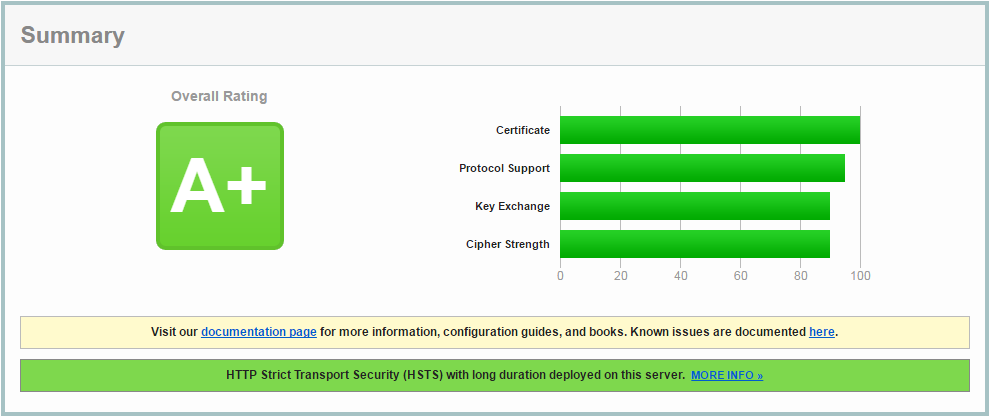 Summary
Overall Rating
A+
Certificate
Protocol Support
Key Exchange
Cipher Strength
0 20 40 60 80 100
Visit our documentation page for more information, configuration guides, and books. Known issues are documented here.
HTTP Strict Transport Security (HSTS) with long duration deployed on this server. MORE INFO »